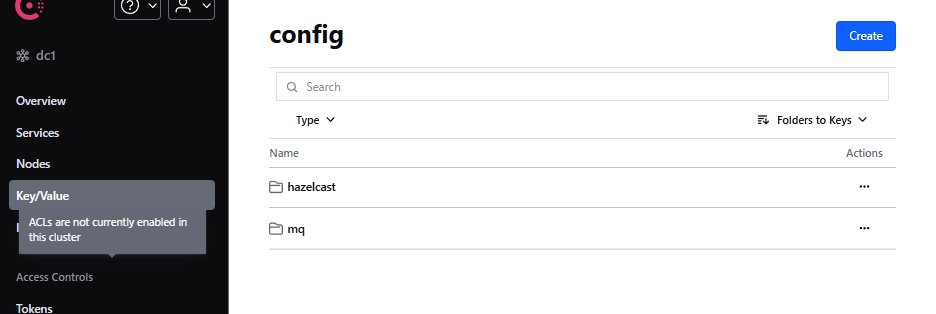 dc1
Overview
Services
Nodes
Key/Value
ACLs are not currently enabled in
this cluster
Access Controls
Tokens
config
Create
Search
Type
Folders to Keys
Name
Actions
hazelcast
mq